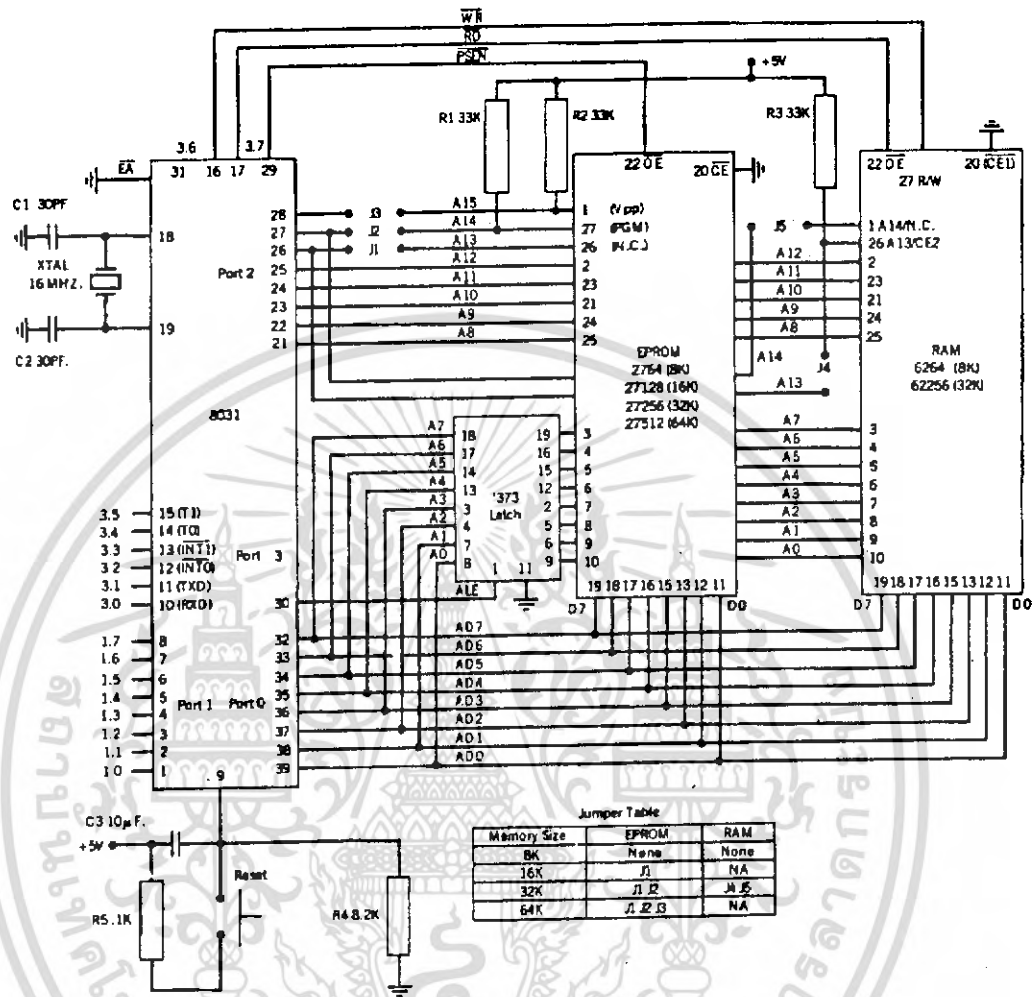 WR
RD
PSEN
+5V
R1 33K
R2 33K
R3 33K
3.6
3.7
31 16 17 29
EA
22 OE
20 CE
22 OE
20 (CE1)
27 R/W
C1 30PF
18
XTAL
16 MHZ.
19
C2 30PF.
28 J3 A15 1 (Vpp)
27 J2 A14 27 (PGM)
26 J1 A13 26 (N.C.)
25 A12 2
24 A11 23
23 A10 21
22 A9 24
21 A8 25
Port 2
J5 1 A14/N.C.
26 A13/CE2
A12 2
A11 23
A10 21
A9 24
A8 25
A14
J4
A13
EPROM
2764 (8K)
27128 (16K)
27256 (32K)
27512 (64K)
RAM
6264 (8K)
62256 (32K)
8031
A7 18 19 3
A6 17 16 4
A5 14 15 5
A4 13 12 6
A3 3 2 7
A2 4 5 8
A1 7 6 9
A0 8 9 10
'373
Latch
1 11
ALE
A7 3
A6 4
A5 5
A4 6
A3 7
A2 8
A1 9
A0 10
3.5 15 (T1)
3.4 14 (T0)
3.3 13 (INT1)
3.2 12 (INT0)
3.1 11 (TXD)
3.0 10 (RXD)
Port 3
30
19 18 17 16 15 13 12 11
D7 D0
19 18 17 16 15 13 12 11
D7 D0
1.7 8
1.6 7
1.5 6
1.4 5
1.3 4
1.2 3
1.1 2
1.0 1
Port 1 Port 0
32 AD7
33 AD6
34 AD5
35 AD4
36 AD3
37 AD2
38 AD1
39 AD0
9
C3 10µF.
+5V
Reset
R5.1K
R4 8.2K
Jumper Table
Memory Size EPROM RAM
8K None None
16K J1 NA
32K J1 J2 J4 J5
64K J1 J2 J3 NA